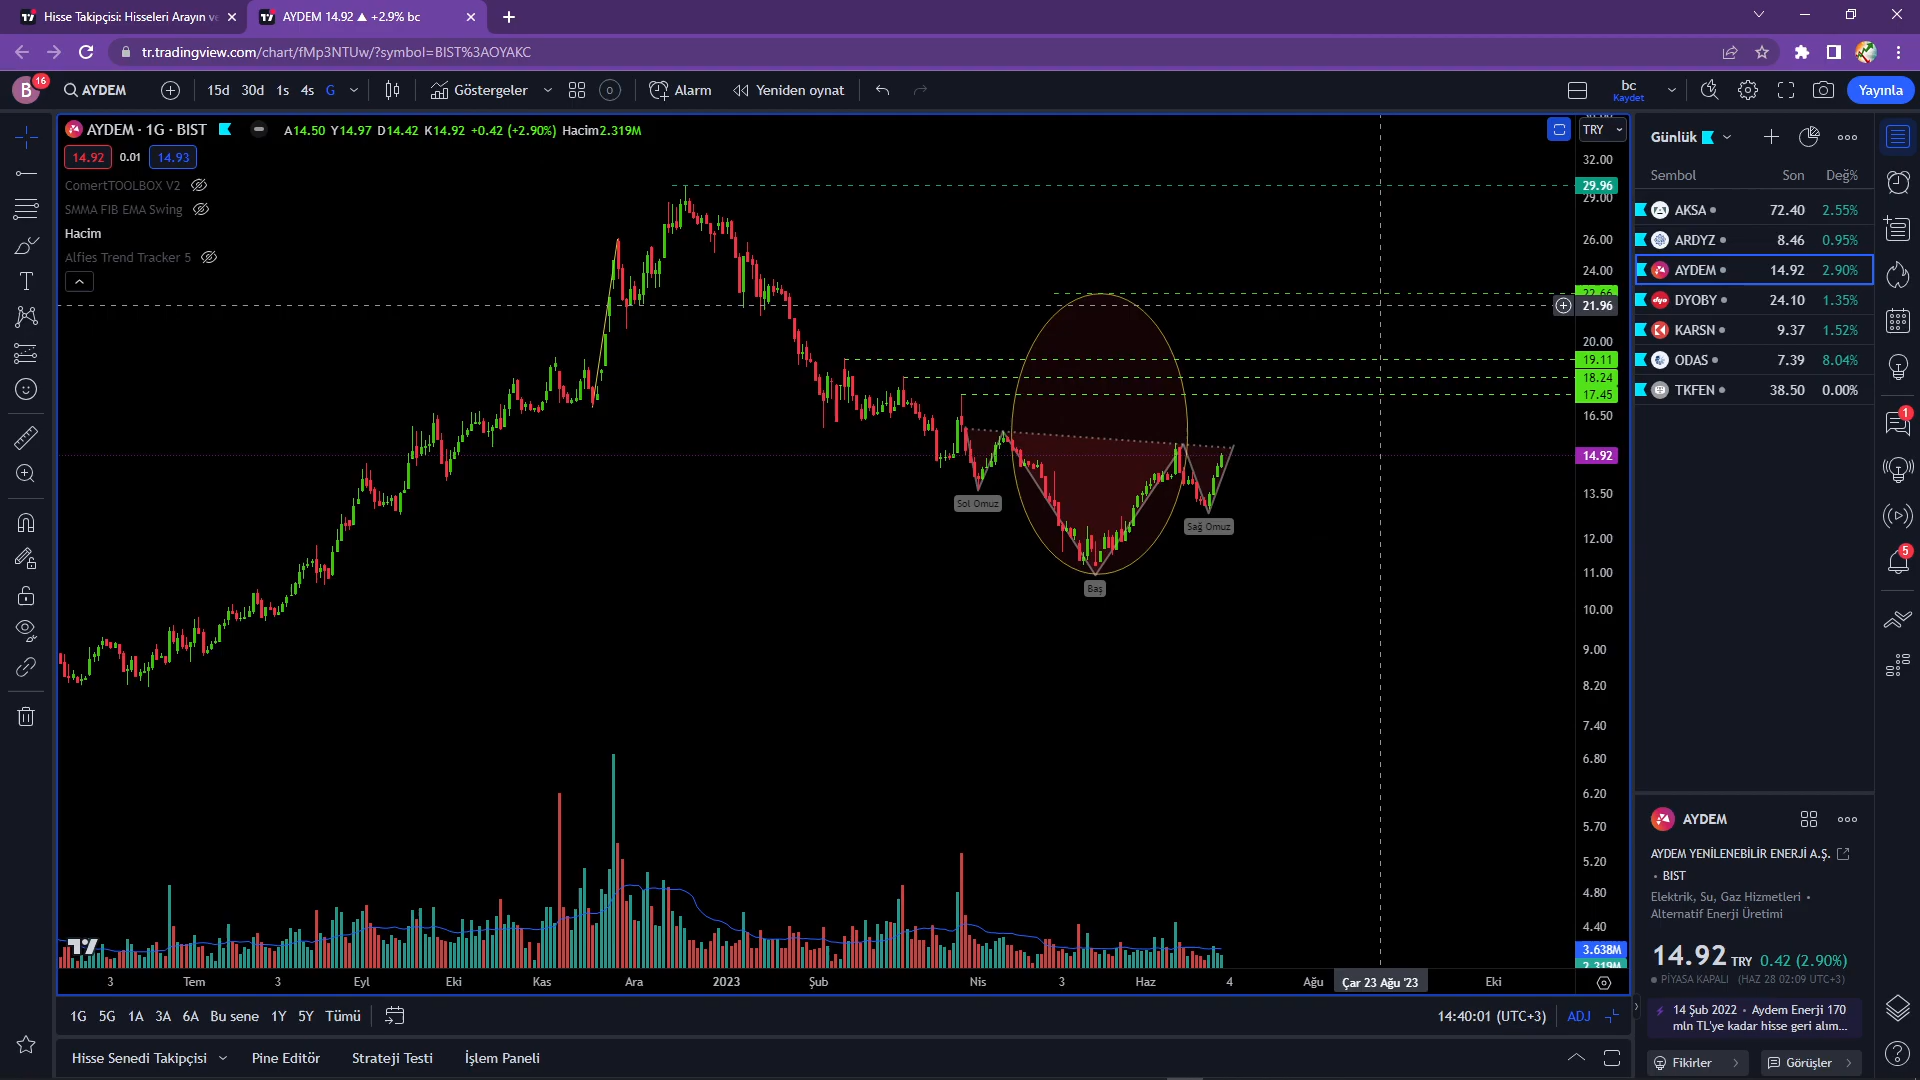 Hisse Takipçisi: Hisseleri Arayın ve
AYDEM 14.92 ▲ +2.9% bc
tr.tradingview.com/chart/fMp3NTUw/?symbol=BIST%3AOYAKC
B
16
AYDEM
15d
30d
1s
4s
G
Göstergeler
0
Alarm
Yeniden oynat
bc
Kaydet
Yayınla
AYDEM · 1G · BIST
A14.50 Y14.97 D14.42 K14.92 +0.42 (+2.90%) Hacim2.319M
14.92
0.01
14.93
ComertTOOLBOX V2
SMMA FIB EMA Swing
Hacim
Alfies Trend Tracker 5
TRY
32.00
29.96
29.00
26.00
24.00
22.66
21.96
20.00
19.11
18.24
17.45
16.50
14.92
13.50
12.00
11.00
10.00
9.00
8.20
7.40
6.80
6.20
5.70
5.20
4.80
4.40
3.638M
2.319M
Sol Omuz
Baş
Sağ Omuz
3
Tem
3
Eyl
Eki
Kas
Ara
2023
Şub
Nis
3
Haz
4
Ağu
Çar 23 Ağu '23
Eki
1G
5G
1A
3A
6A
Bu sene
1Y
5Y
Tümü
14:40:01 (UTC+3)
ADJ
Hisse Senedi Takipçisi
Pine Editörü
Strateji Testi
İşlem Paneli
Günlük
Sembol Son Değ%
AKSA 72.40 2.55%
ARDYZ 8.46 0.95%
AYDEM 14.92 2.90%
DYOBY 24.10 1.35%
KARSN 9.37 1.52%
ODAS 7.39 8.04%
TKFEN 38.50 0.00%
AYDEM
AYDEM YENİLENEBİLİR ENERJİ A.Ş.
• BIST
Elektrik, Su, Gaz Hizmetleri •
Alternatif Enerji Üretimi
14.92 TRY 0.42 (2.90%)
PİYASA KAPALI (HAZ 28 02:09 UTC+3)
14 Şub 2022 • Aydem Enerji 170
mln TL'ye kadar hisse geri alım...
Fikirler
Görüşler
1
5